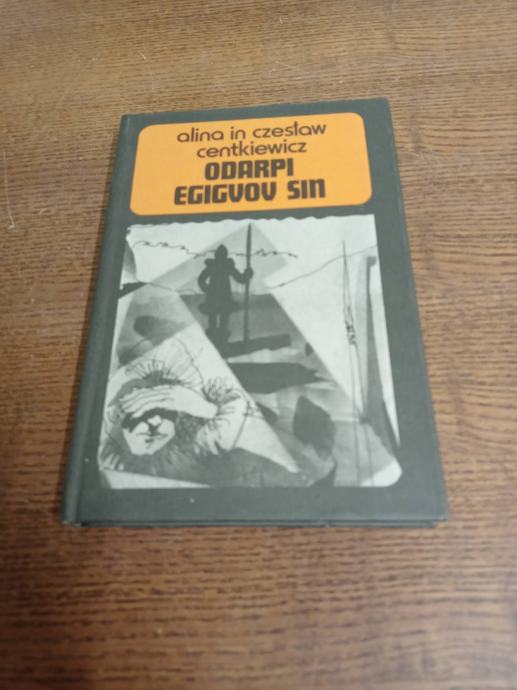 alina in czesław
centkiewicz
ODARPI
EGIGVOV SIN